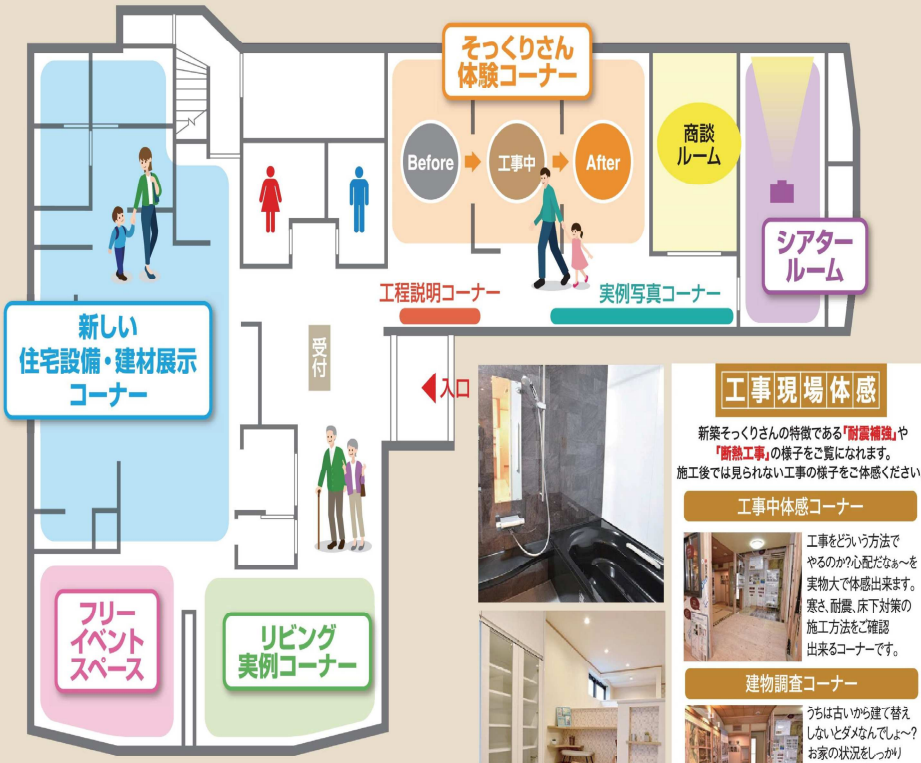 そっくりさん
体験コーナー
Before
工事中
After
商談
ルーム
シアター
ルーム
工程説明コーナー
実例写真コーナー
新しい
住宅設備・建材展示
コーナー
受付
入口
フリー
イベント
スペース
リビング
実例コーナー
工事現場体感
新築そっくりさんの特徴である「耐震補強」や
「断熱工事」の様子をご覧になれます。
施工後では見られない工事の様子をご体感ください
工事中体感コーナー
工事をどういう方法で
やるのか?心配だなぁ〜を
実物大で体感出来ます。
寒さ、耐震、床下対策の
施工方法をご確認
出来るコーナーです。
建物調査コーナー
うちは古いから建て替え
しないとダメなんでしょ〜?
お家の状況をしっかり